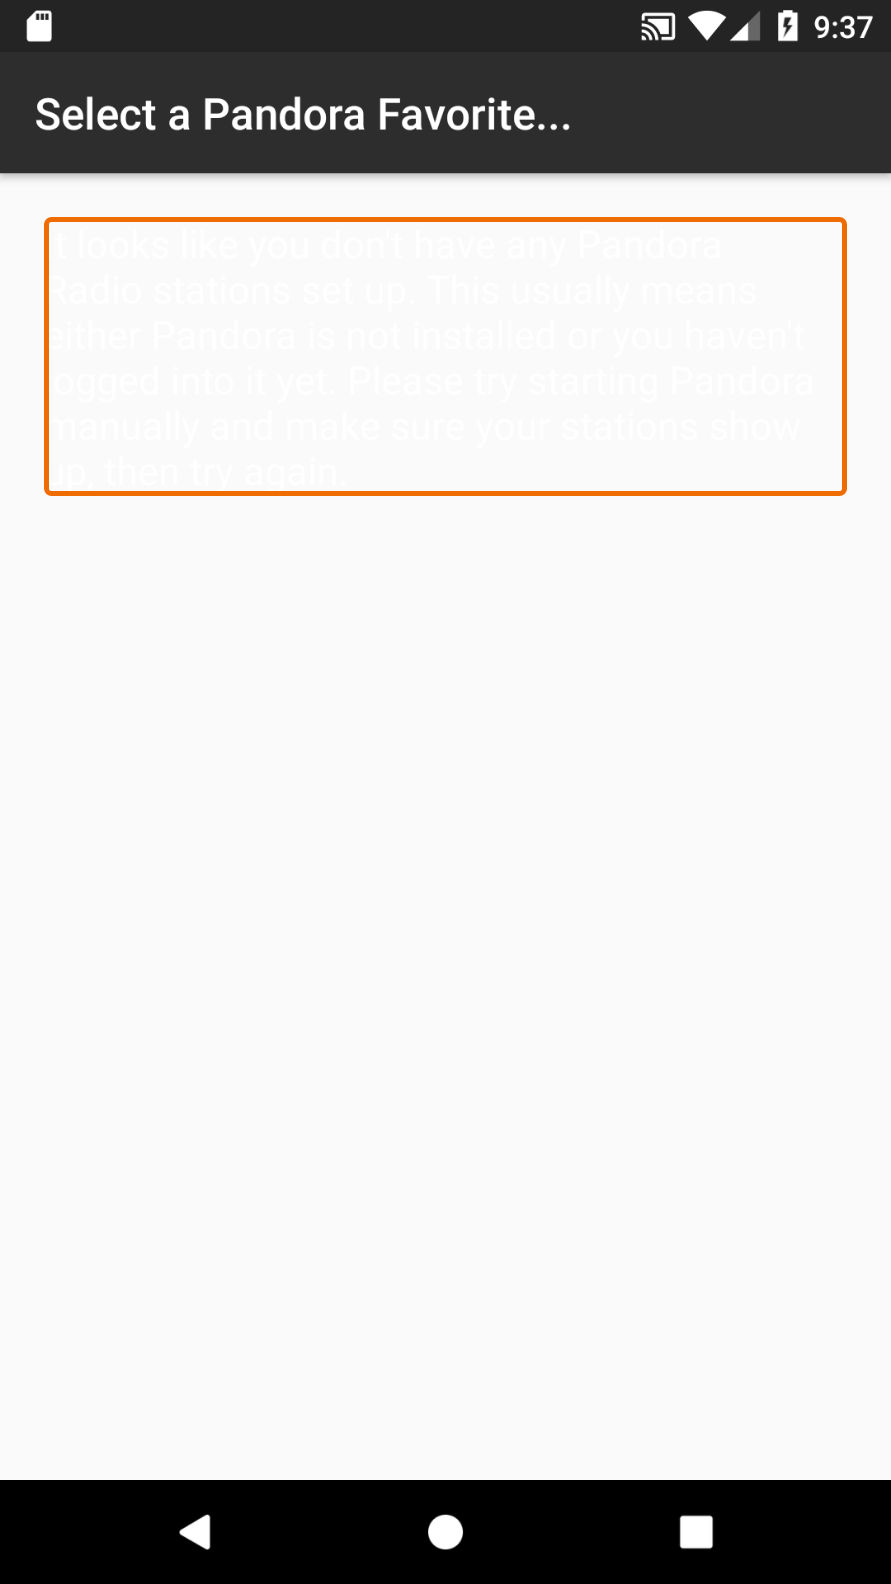 9:37
Select a Pandora Favorite...
It looks like you don't have any Pandora
Radio stations set up. This usually means
either Pandora is not installed or you haven't
logged into it yet. Please try starting Pandora
manually and make sure your stations show
up, then try again.